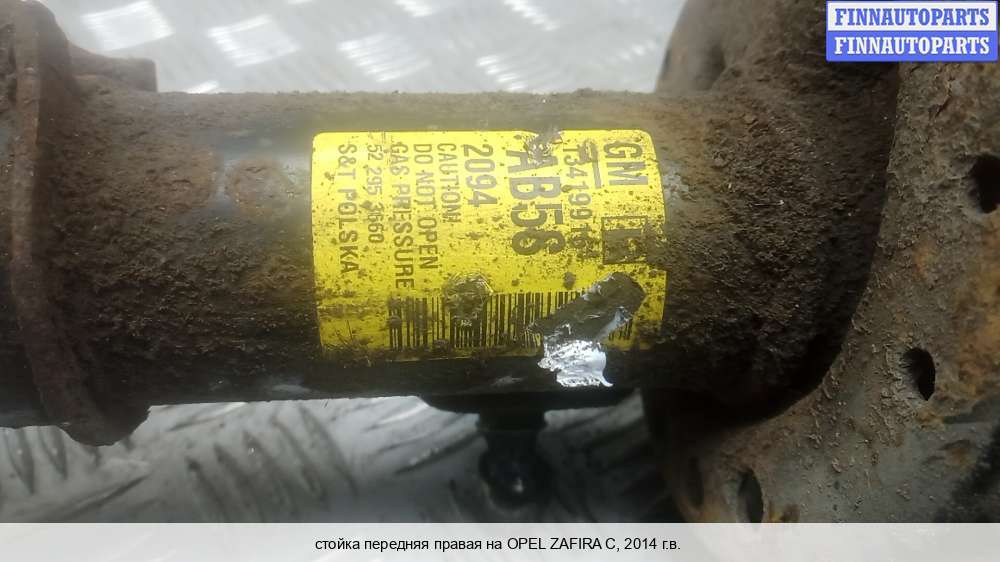 FINNAUTOPARTS
FINNAUTOPARTS
GM
AB56
2094
CAUTION:
DO NOT OPEN
GAS PRESSURE
S&T POLSKA
стойка передняя правая на OPEL ZAFIRA C, 2014 г.в.